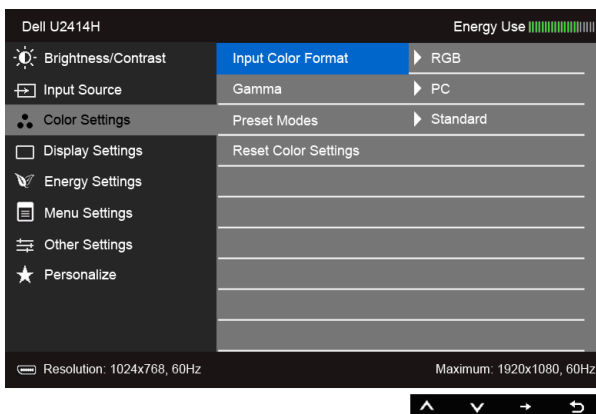 Dell U2414H Energy Use
Brightness/Contrast Input Color Format RGB
Input Source Gamma PC
Color Settings Preset Modes Standard
Display Settings Reset Color Settings
Energy Settings
Menu Settings
Other Settings
Personalize
Resolution: 1024x768, 60Hz Maximum: 1920x1080, 60Hz